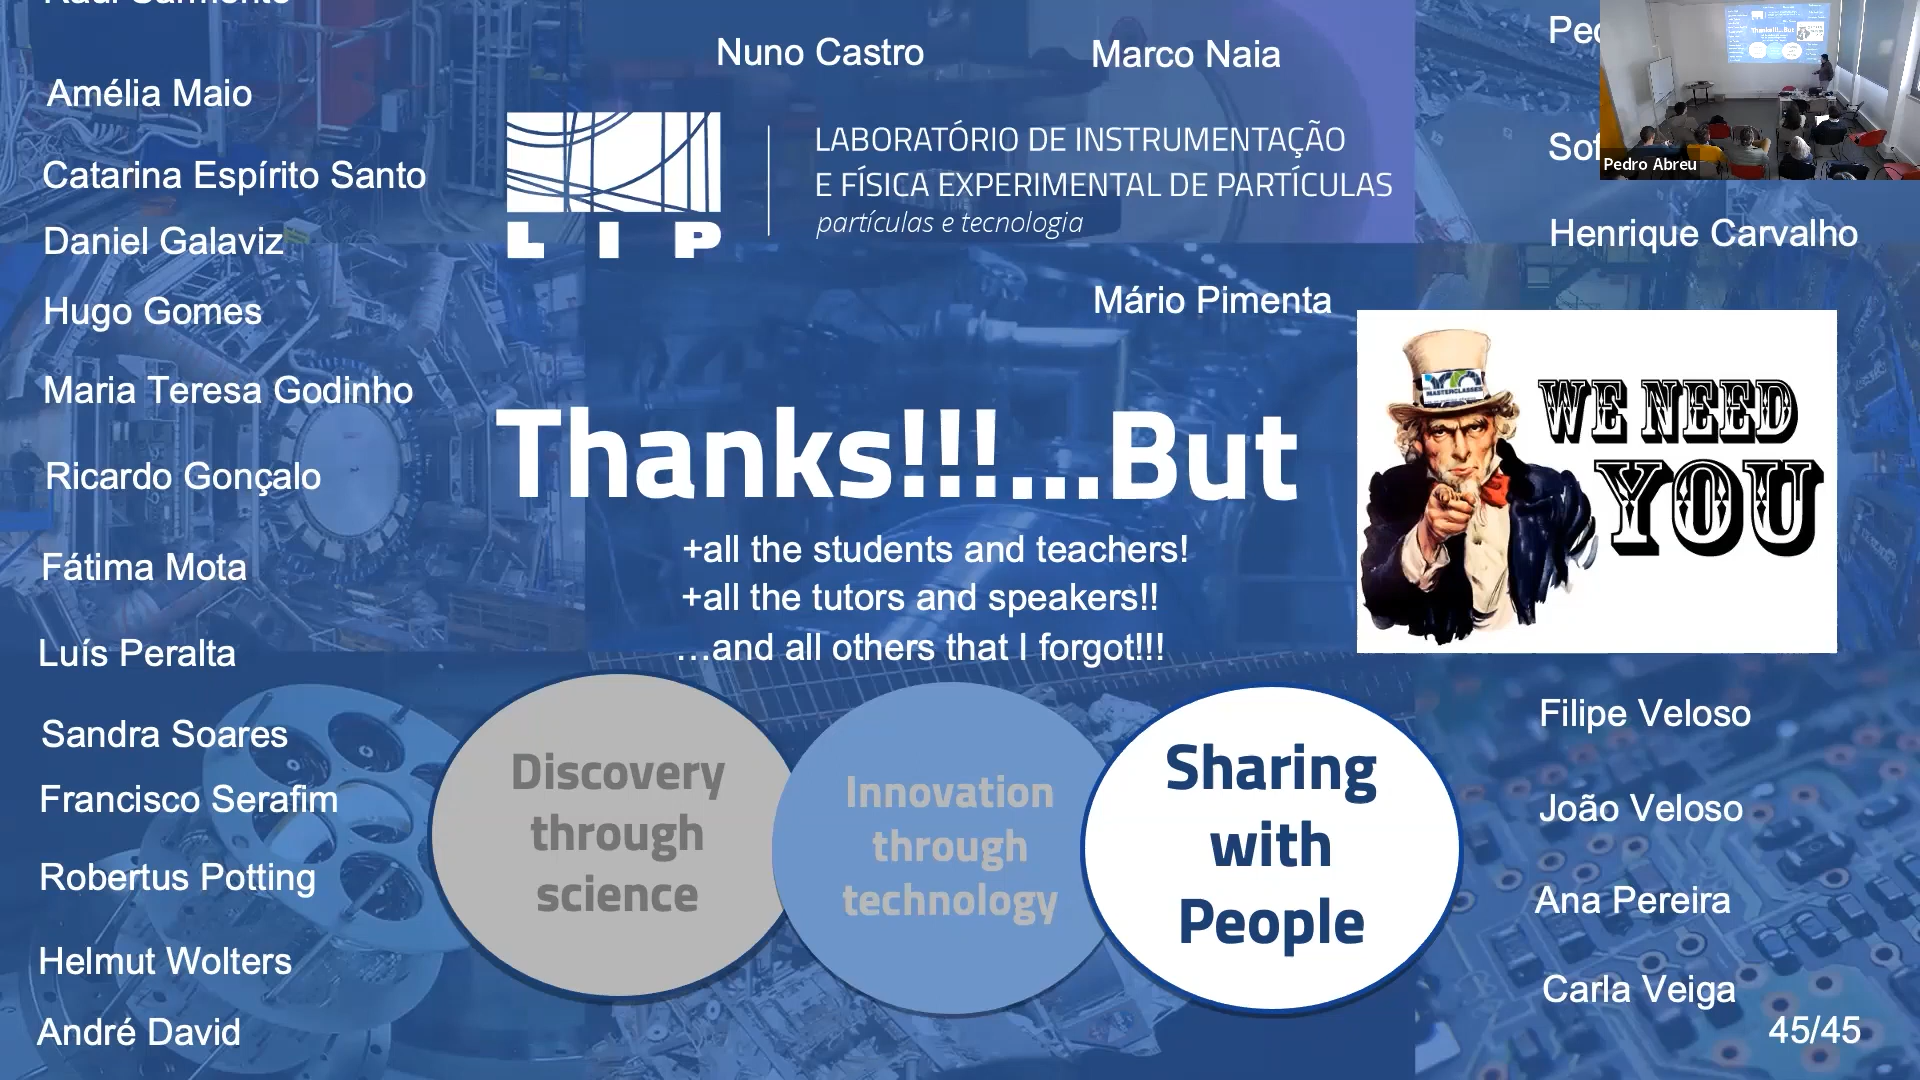 Raul Sarmento
Amélia Maio
Catarina Espírito Santo
Daniel Galaviz
Hugo Gomes
Maria Teresa Godinho
Ricardo Gonçalo
Fátima Mota
Luís Peralta
Sandra Soares
Francisco Serafim
Robertus Potting
Helmut Wolters
André David
Nuno Castro
Marco Naia
LIP
LABORATÓRIO DE INSTRUMENTAÇÃO
E FÍSICA EXPERIMENTAL DE PARTÍCULAS
partículas e tecnologia
Mário Pimenta
Thanks!!!...But
+all the students and teachers!
+all the tutors and speakers!!
...and all others that I forgot!!!
Discovery
through
science
Innovation
through
technology
Sharing
with
People
Pedro Abreu
Henrique Carvalho
MASTERCLASSES
WE NEED
YOU
Filipe Veloso
João Veloso
Ana Pereira
Carla Veiga
45/45